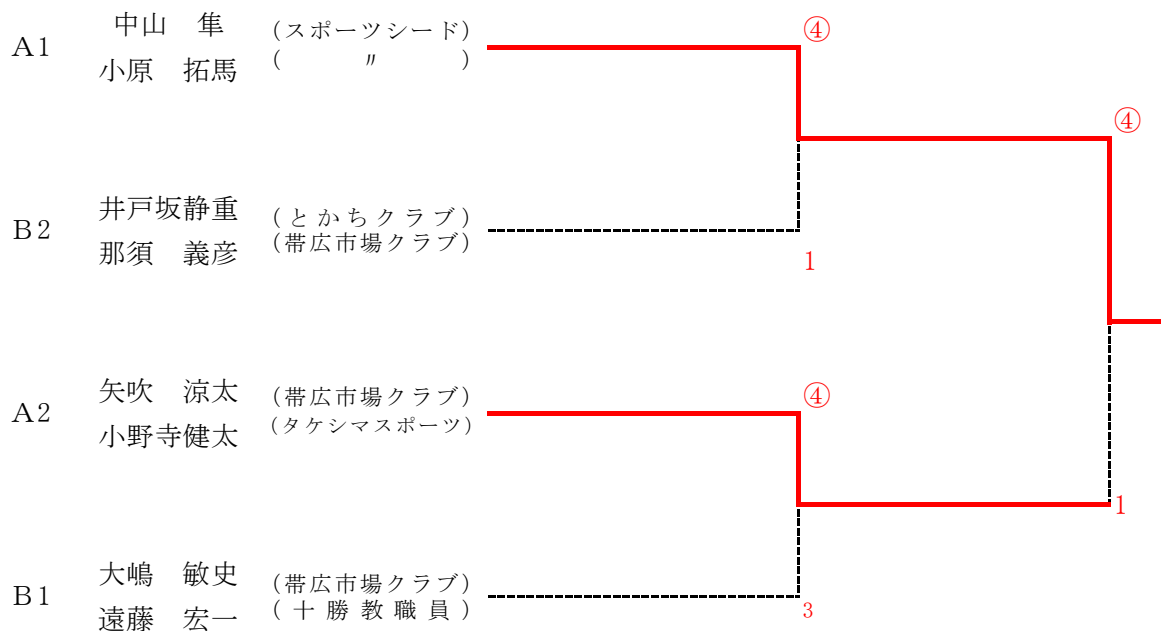 中山　隼 (スポーツシード) ④
A1
小原　拓馬 (　〃　)
④
井戸坂静重 (とかちクラブ)
B2
那須　義彦 (帯広市場クラブ)
1
矢吹　涼太 (帯広市場クラブ) ④
A2
小野寺健太 (タケシマスポーツ)
1
大嶋　敏史 (帯広市場クラブ)
B1
遠藤　宏一 (十勝教職員) 3